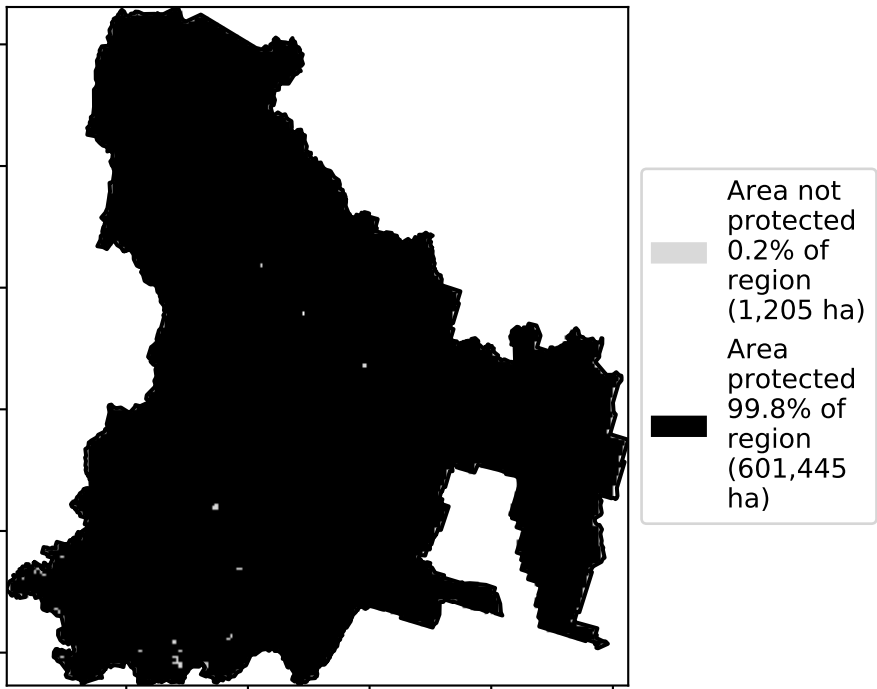 Area not
protected
0.2% of
region
(1,205 ha)
Area
protected
99.8% of
region
(601,445
ha)